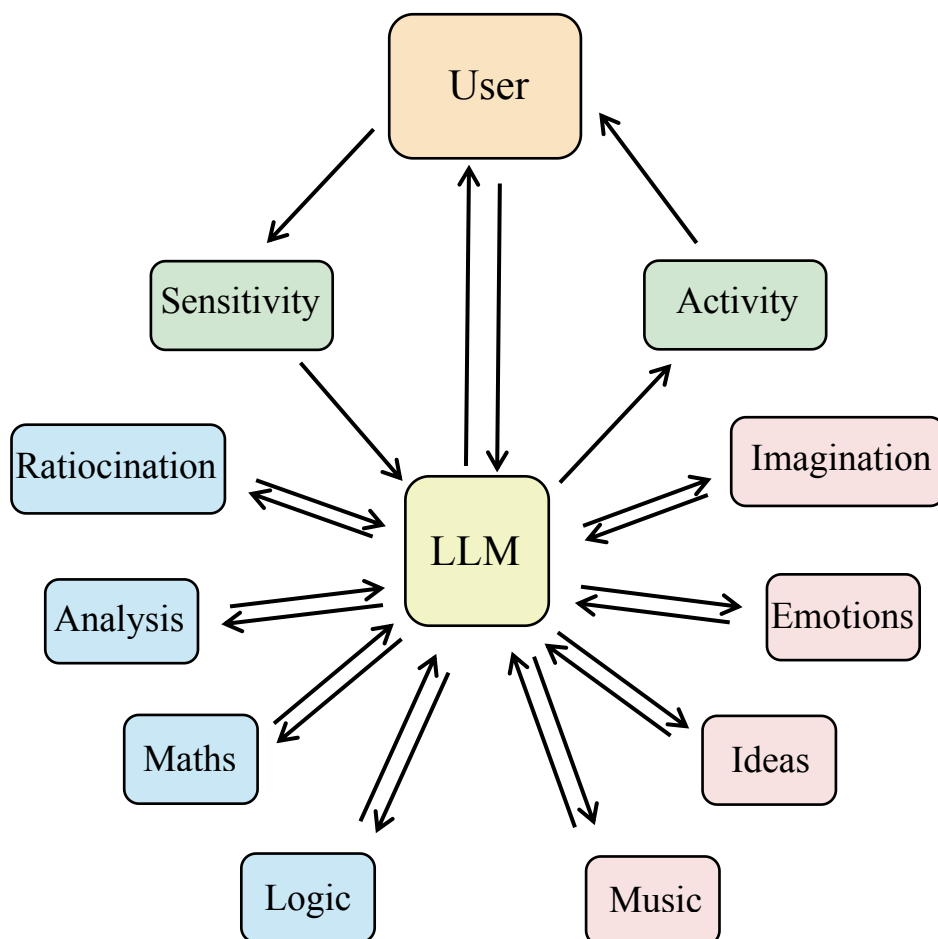 User
Sensitivity
Activity
Ratiocination
Imagination
LLM
Analysis
Emotions
Maths
Ideas
Logic
Music